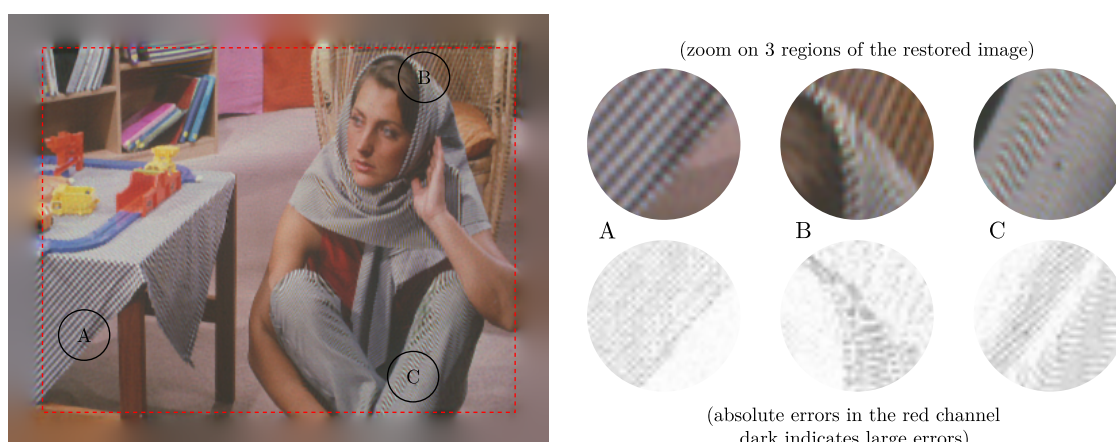 (zoom on 3 regions of the restored image)
B
A
C
A
B
C
(absolute errors in the red channel
dark indicates large errors)